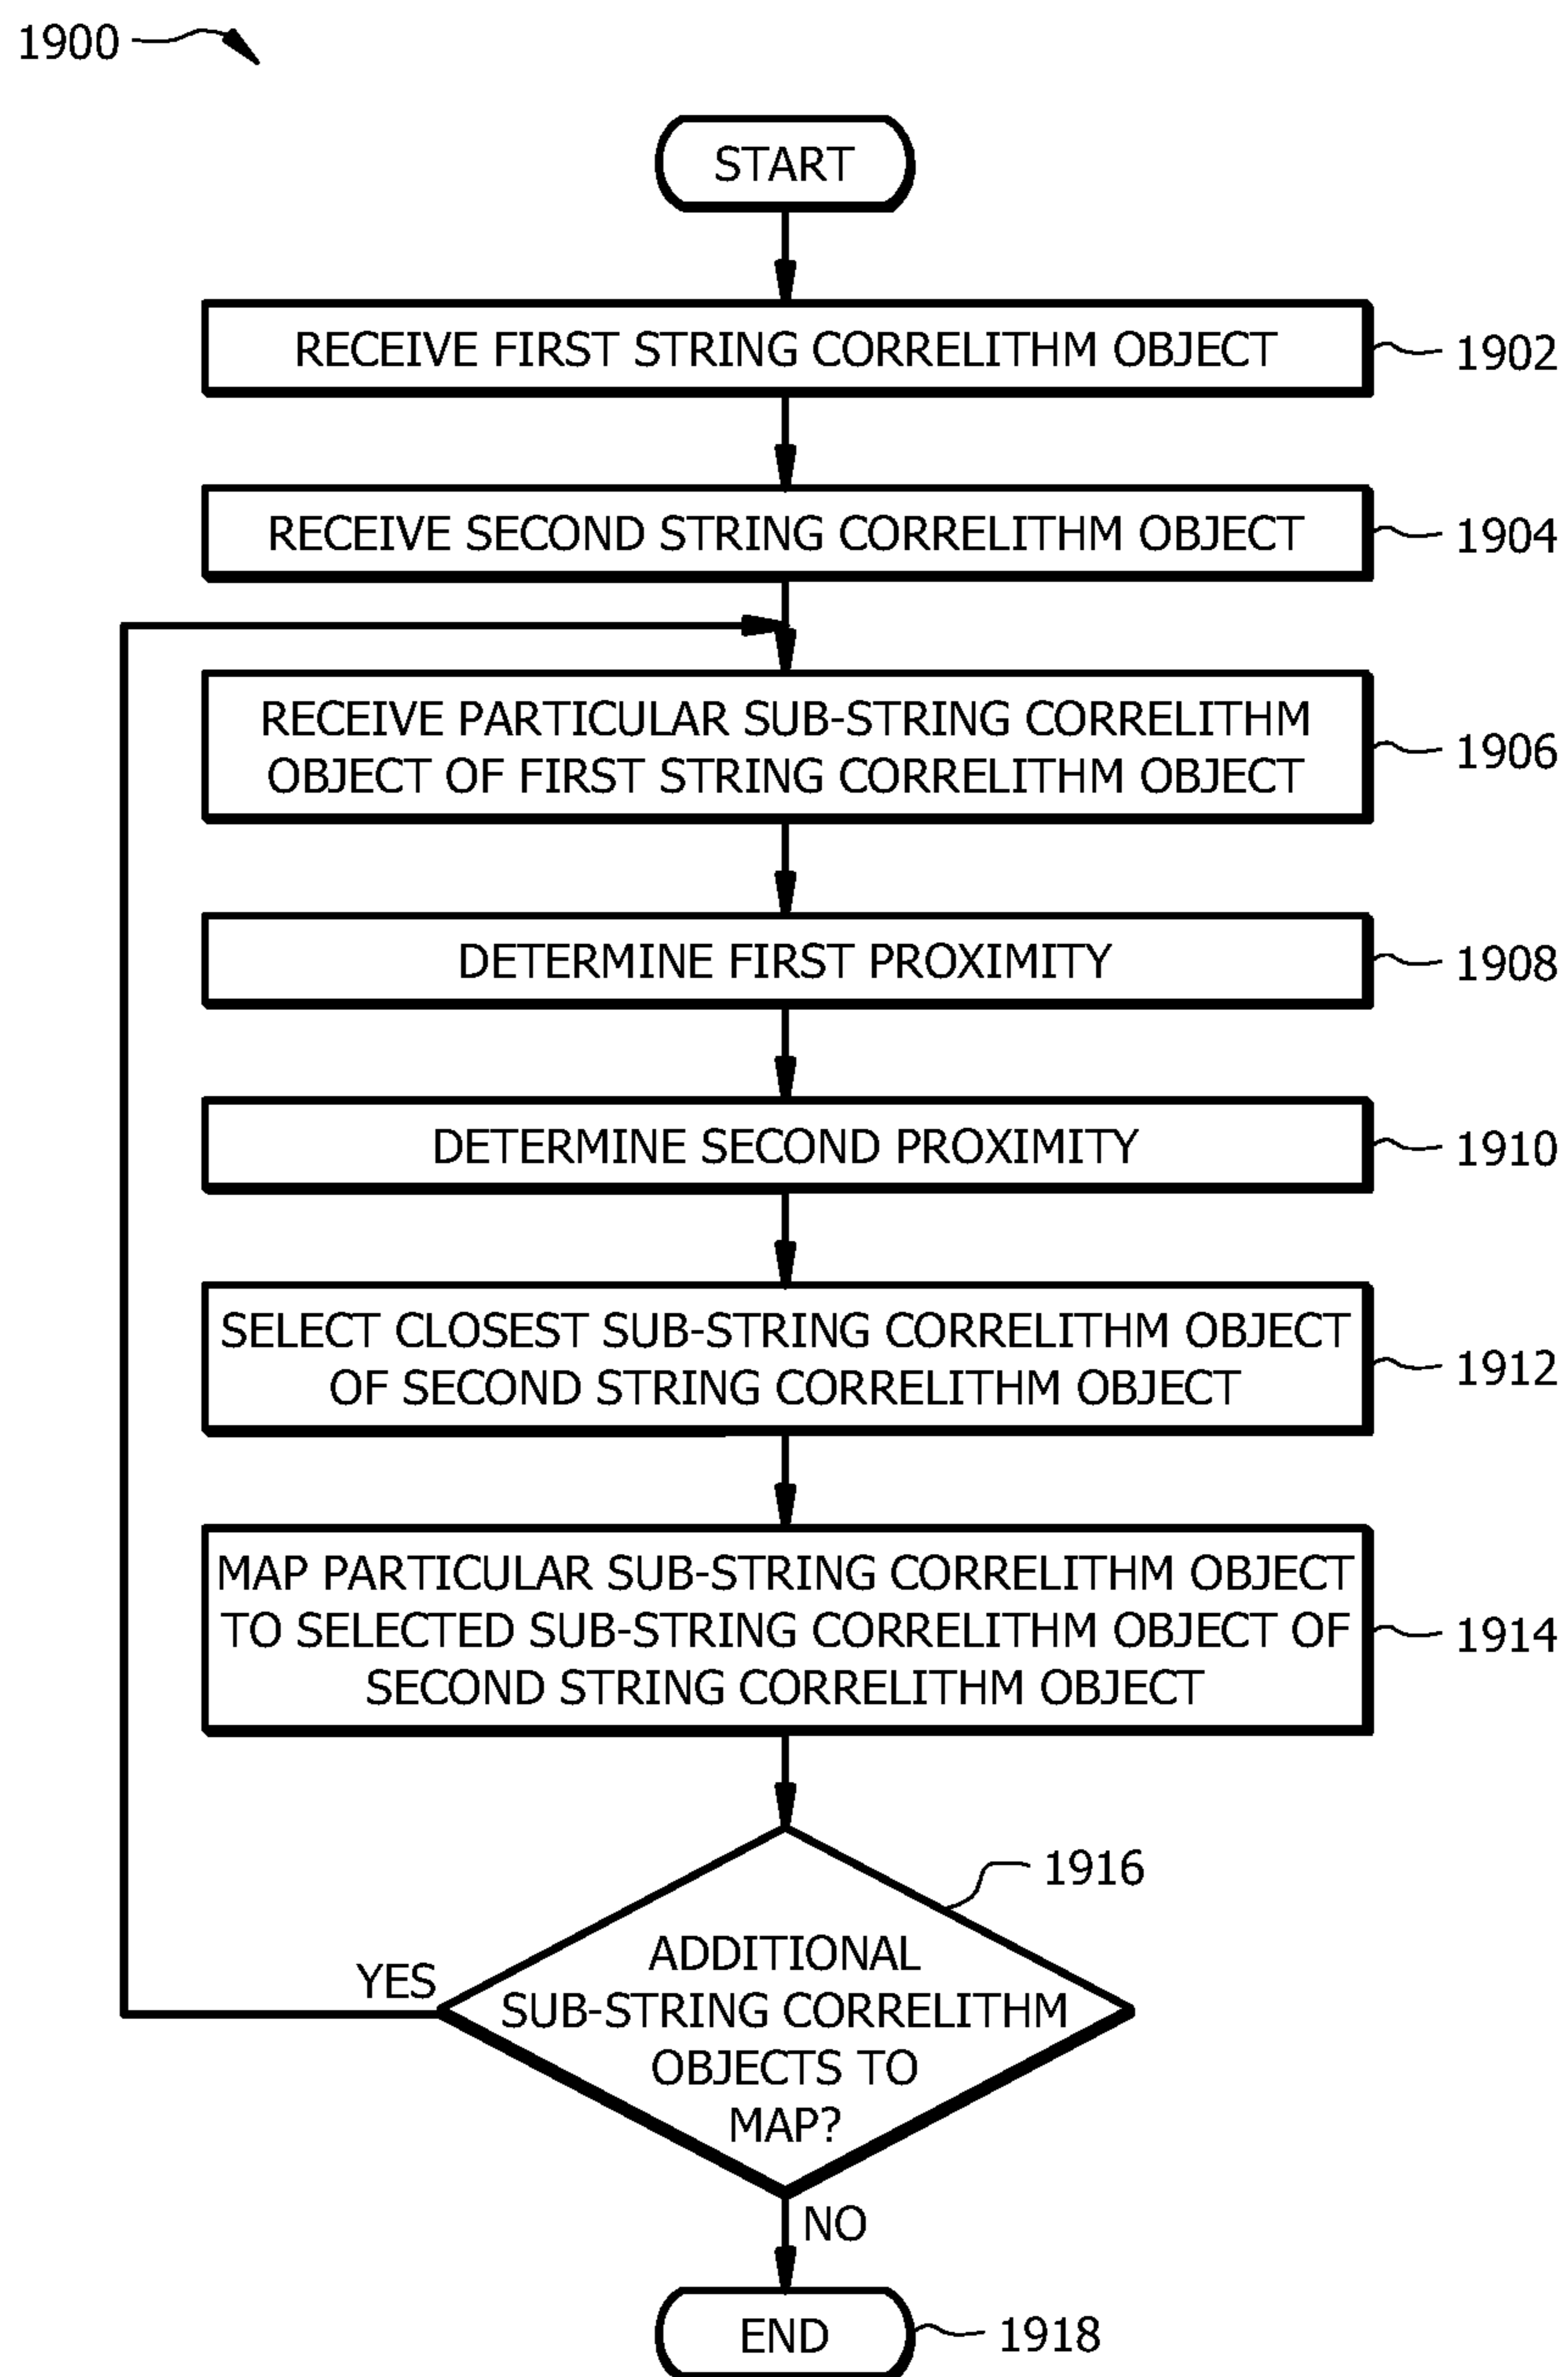 1900
START
RECEIVE FIRST STRING CORRELITHM OBJECT
1902
RECEIVE SECOND STRING CORRELITHM OBJECT
1904
RECEIVE PARTICULAR SUB-STRING CORRELITHM
OBJECT OF FIRST STRING CORRELITHM OBJECT
1906
DETERMINE FIRST PROXIMITY
1908
DETERMINE SECOND PROXIMITY
1910
SELECT CLOSEST SUB-STRING CORRELITHM OBJECT
OF SECOND STRING CORRELITHM OBJECT
1912
MAP PARTICULAR SUB-STRING CORRELITHM OBJECT
TO SELECTED SUB-STRING CORRELITHM OBJECT OF
SECOND STRING CORRELITHM OBJECT
1914
1916
ADDITIONAL
SUB-STRING CORRELITHM
OBJECTS TO
MAP?
YES
NO
END
1918